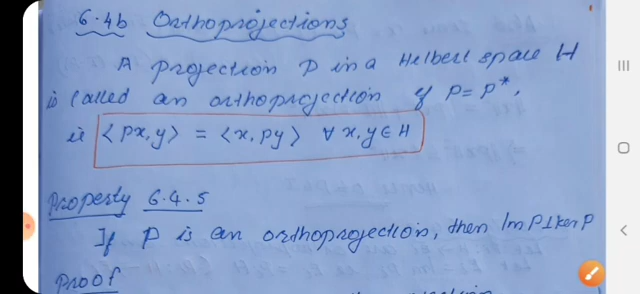 6.4b Orthoprojections
A projection P in a Hilbert space H
is called an orthoprojection if P = P*,
ie ⟨Px, y⟩ = ⟨x, Py⟩ ∀ x, y ∈ H
Property 6.4.5
If P is an orthoprojection, then Im P ⊥ ker P
Proof